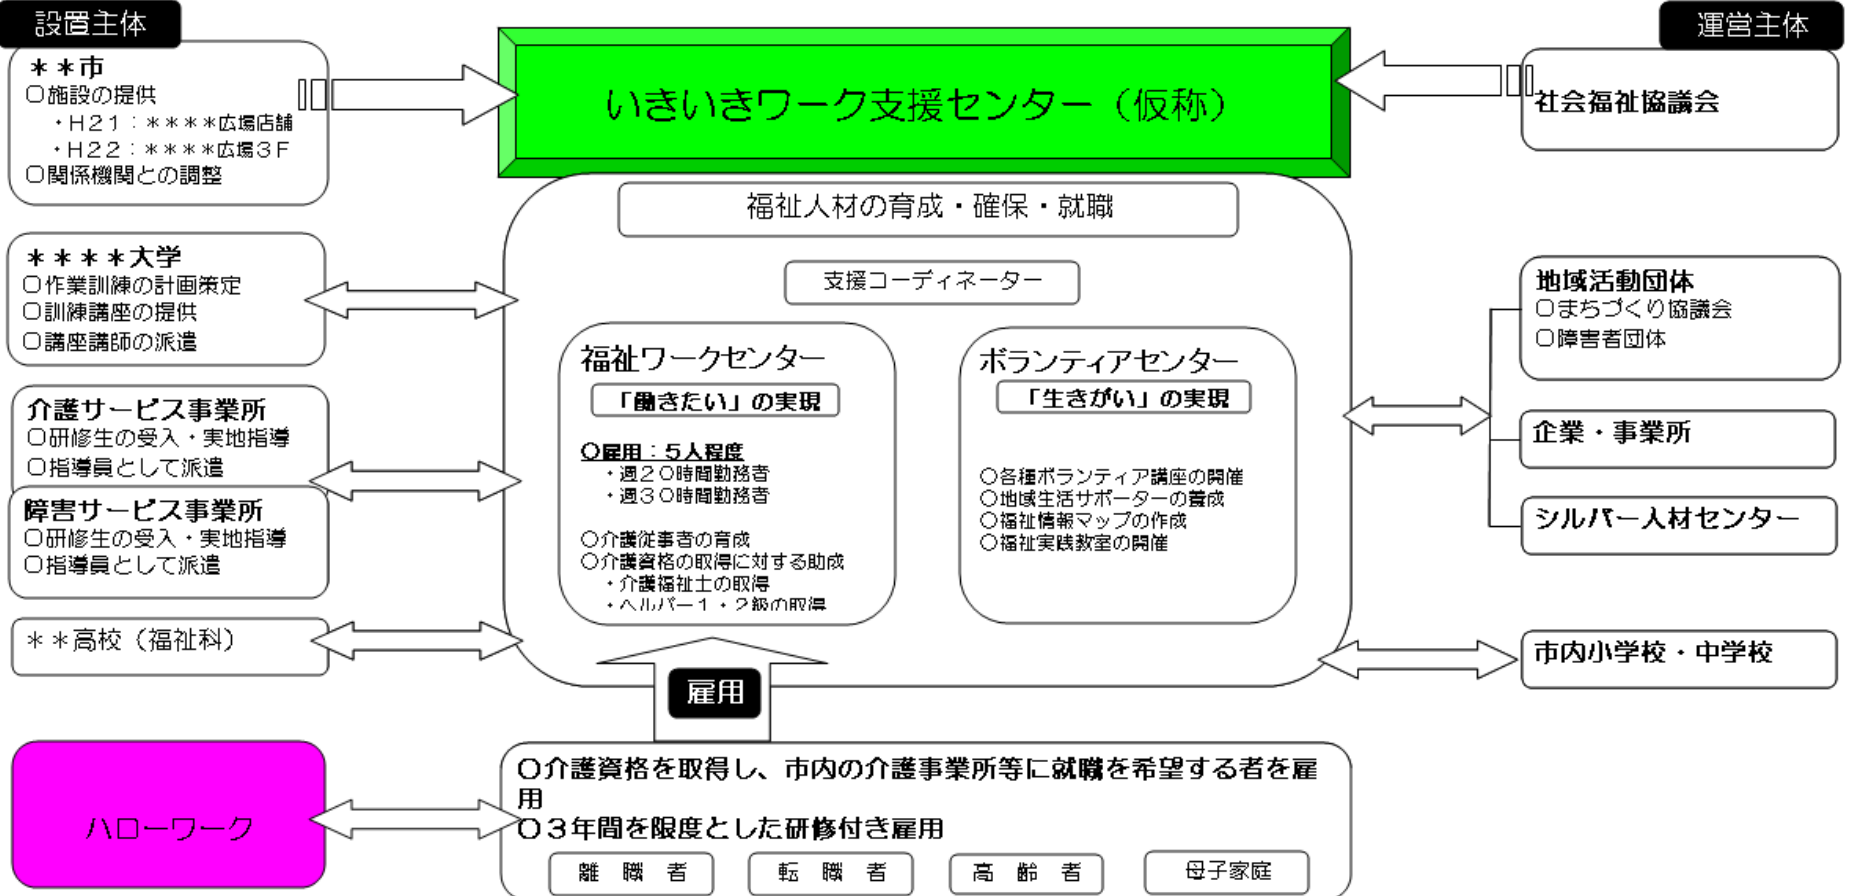 設置主体
＊＊市
○施設の提供
・Ｈ２１：＊＊＊＊広場店舗
・Ｈ２２：＊＊＊＊広場３Ｆ
○関係機関との調整
いきいきワーク支援センター（仮称）
運営主体
社会福祉協議会
福祉人材の育成・確保・就職
支援コーディネーター
＊＊＊＊大学
○作業訓練の計画策定
○訓練講座の提供
○講座講師の派遣
介護サービス事業所
○研修生の受入・実地指導
○指導員として派遣
障害サービス事業所
○研修生の受入・実地指導
○指導員として派遣
＊＊高校（福祉科）
福祉ワークセンター
「働きたい」の実現
○雇用：５人程度
・週２０時間勤務者
・週３０時間勤務者
○介護従事者の育成
○介護資格の取得に対する助成
・介護福祉士の取得
・ヘルパー１・２級の取得
ボランティアセンター
「生きがい」の実現
○各種ボランティア講座の開催
○地域生活サポーターの養成
○福祉情報マップの作成
○福祉実践教室の開催
地域活動団体
○まちづくり協議会
○障害者団体
企業・事業所
シルバー人材センター
市内小学校・中学校
雇用
ハローワーク
○介護資格を取得し、市内の介護事業所等に就職を希望する者を雇
用
○３年間を限度とした研修付き雇用
離　職　者
転　職　者
高　齢　者
母子家庭